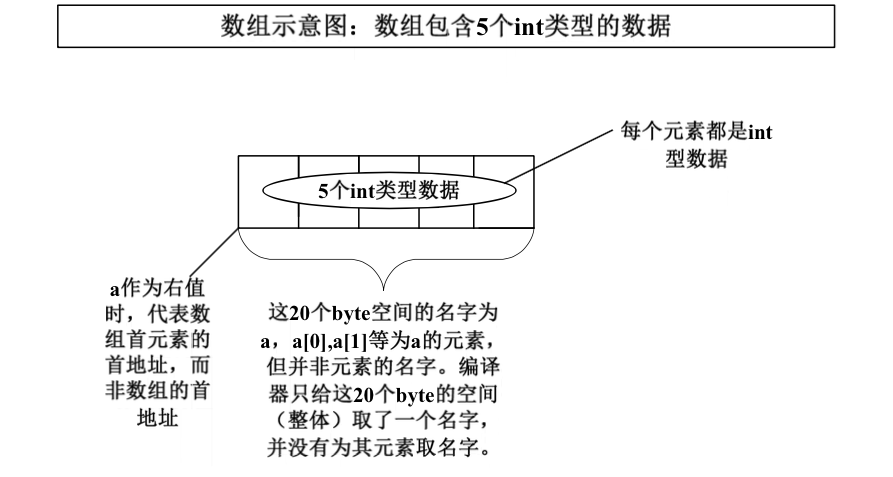 数组示意图：数组包含5个int类型的数据
每个元素都是int
型数据
5个int类型数据
a作为右值
时，代表数
组首元素的
首地址，而
非数组的首
地址
这20个byte空间的名字为
a，a[0],a[1]等为a的元素，
但并非元素的名字。编译
器只给这20个byte的空间
（整体）取了一个名字，
并没有为其元素取名字。